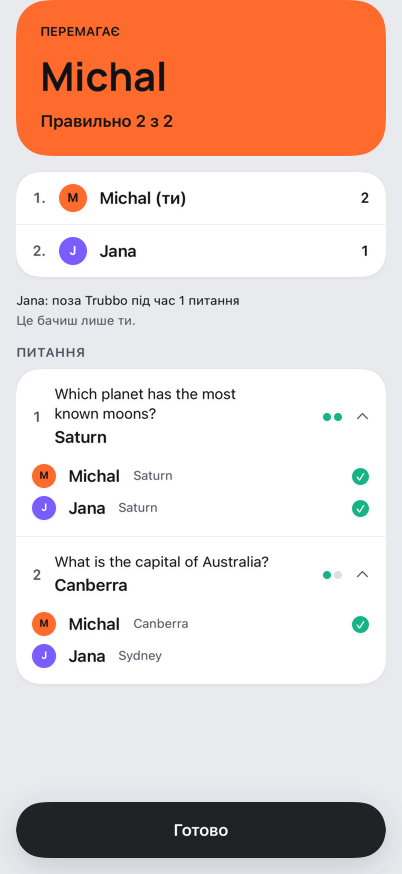 ПЕРЕМАГАЄ
Michal
Правильно 2 з 2
1. M Michal (ти) 2
2. J Jana 1
Jana: поза Trubbo під час 1 питання
Це бачиш лише ти.
ПИТАННЯ
Which planet has the most
known moons?
1
Saturn
M Michal Saturn
J Jana Saturn
What is the capital of Australia?
2
Canberra
M Michal Canberra
J Jana Sydney
Готово